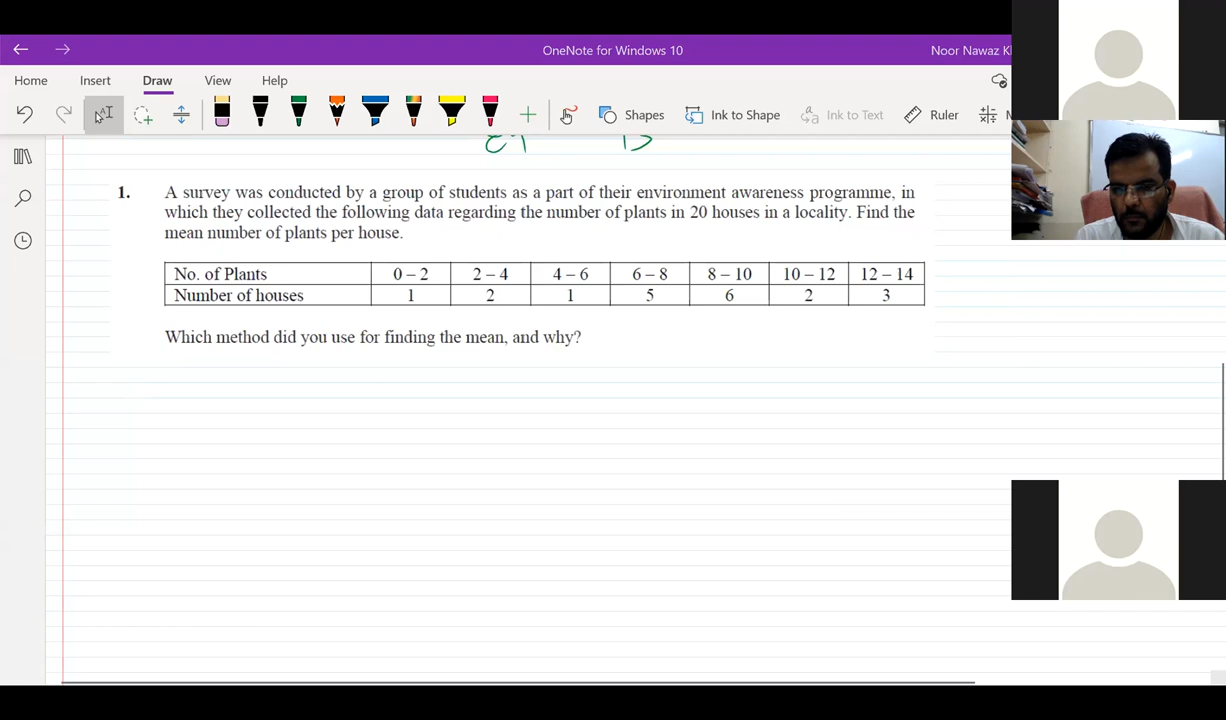 OneNote for Windows 10
Noor Nawaz
Home Insert Draw View Help
Shapes Ink to Shape Ink to Text Ruler
1. A survey was conducted by a group of students as a part of their environment awareness programme, in
which they collected the following data regarding the number of plants in 20 houses in a locality. Find the
mean number of plants per house.
No. of Plants 0 – 2 2 – 4 4 – 6 6 – 8 8 – 10 10 – 12 12 – 14
Number of houses 1 2 1 5 6 2 3
Which method did you use for finding the mean, and why?